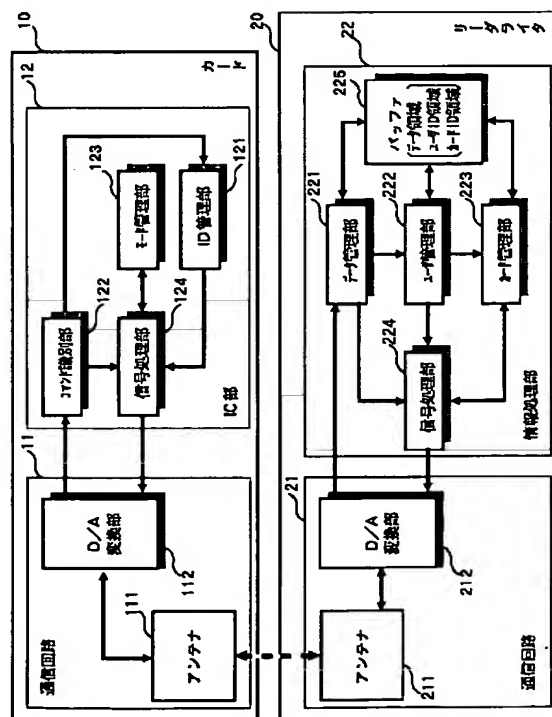 10
カード
12
IC部
コマンド識別部
122
モード管理部
123
信号処理部
124
ID管理部
121
通信回路
11
D/A
変換部
112
アンテナ
111
20
リーダライタ
22
情報処理部
データ管理部
221
ユーザ管理部
222
カード管理部
223
信号処理部
224
バッファ
データ領域
ユーザID領域
カードID領域
225
通信回路
21
D/A
変換部
212
アンテナ
211